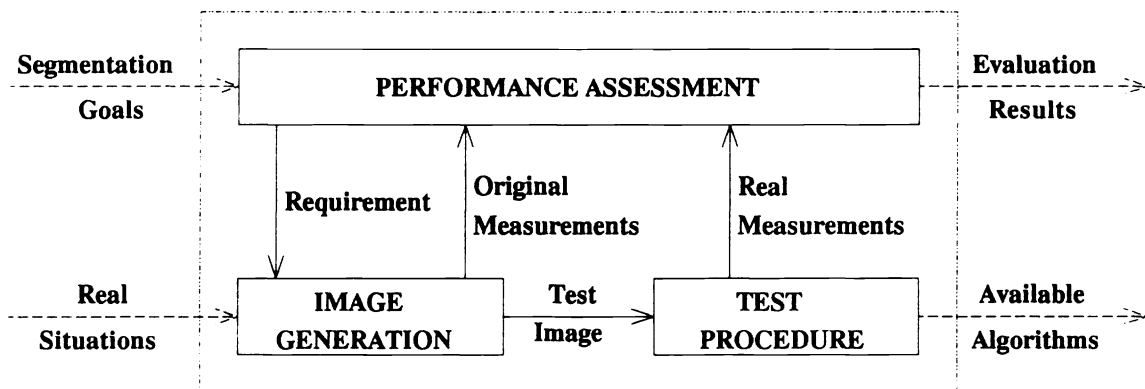 Segmentation
Goals
PERFORMANCE ASSESSMENT
Evaluation
Results
Requirement
Original
Measurements
Real
Measurements
Real
Situations
IMAGE
GENERATION
Test
Image
TEST
PROCEDURE
Available
Algorithms